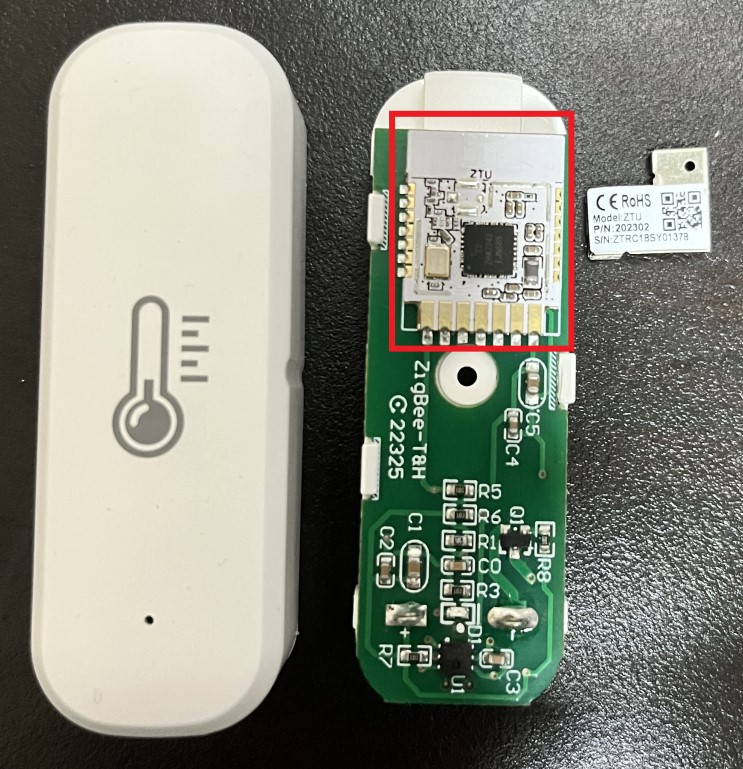 ZTU
CE RoHS
Model:ZTU
P/N:202302
S/N:ZTRC18SY01378
ZigBee-T&H
22325
C5
C4
R5
R6
R1
C0
R3
Q1
R8
C1
C2
+
-
D1
R7
U1
C3